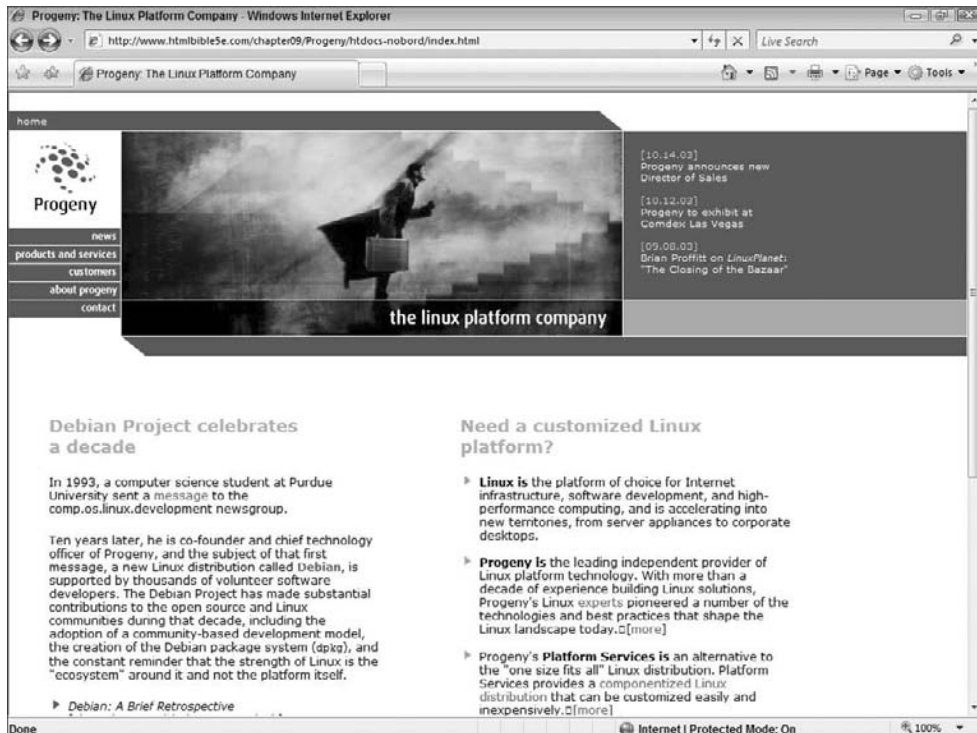 Progeny: The Linux Platform Company - Windows Internet Explorer
http://www.htmlbible5e.com/chapter09/Progeny/htdocs-nobord/index.html
Live Search
Progeny: The Linux Platform Company
Page
Tools
home
Progeny
news
products and services
customers
about progeny
contact
the linux platform company
[10.14.03]
Progeny announces new
Director of Sales
[10.12.03]
Progeny to exhibit at
Comdex Las Vegas
[09.08.03]
Brian Proffitt on LinuxPlanet:
"The Closing of the Bazaar"
Debian Project celebrates
a decade
In 1993, a computer science student at Purdue
University sent a message to the
comp.os.linux.development newsgroup.
Ten years later, he is co-founder and chief technology
officer of Progeny, and the subject of that first
message, a new Linux distribution called Debian, is
supported by thousands of volunteer software
developers. The Debian Project has made substantial
contributions to the open source and Linux
communities during that decade, including the
adoption of a community-based development model,
the creation of the Debian package system (dpkg), and
the constant reminder that the strength of Linux is the
"ecosystem" around it and not the platform itself.
Debian: A Brief Retrospective
Need a customized Linux
platform?
Linux is the platform of choice for Internet
infrastructure, software development, and high-
performance computing, and is accelerating into
new territories, from server appliances to corporate
desktops.
Progeny is the leading independent provider of
Linux platform technology. With more than a
decade of experience building Linux solutions,
Progeny's Linux experts pioneered a number of the
technologies and best practices that shape the
Linux landscape today.▯[more]
Progeny's Platform Services is an alternative to
the "one size fits all" Linux distribution. Platform
Services provides a componentized Linux
distribution that can be customized easily and
inexpensively.▯[more]
Done
Internet | Protected Mode: On
100%